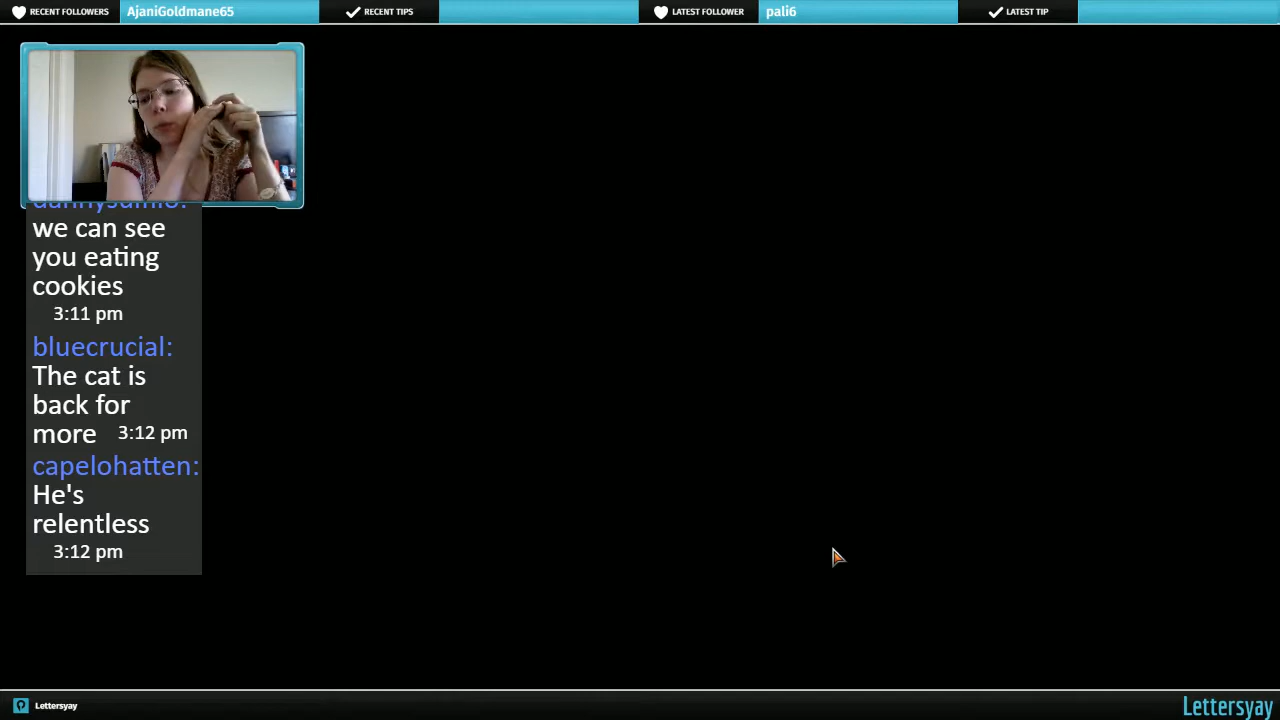 RECENT FOLLOWERS AjaniGoldmane65 RECENT TIPS LATEST FOLLOWER pali6 LATEST TIP
we can see
you eating
cookies
3:11 pm
bluecrucial:
The cat is
back for
more 3:12 pm
capelohatten:
He's
relentless
3:12 pm
Lettersyay Lettersyay